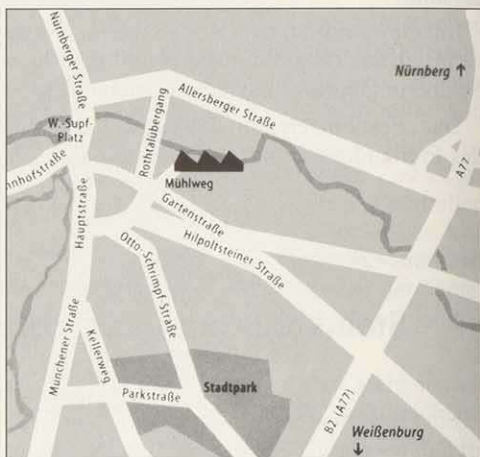 Nürnberger Straße
Nürnberg ↑
Allersberger Straße
W.-Supf-
Platz
Rothtalübergang
A77
nhofstraße
Mühlweg
Hauptstraße
Gartenstraße
Hilpoltsteiner Straße
Otto-Schrimpf-Straße
Münchener Straße
Kellerweg
Parkstraße
Stadtpark
B2 (A77)
Weißenburg
↓